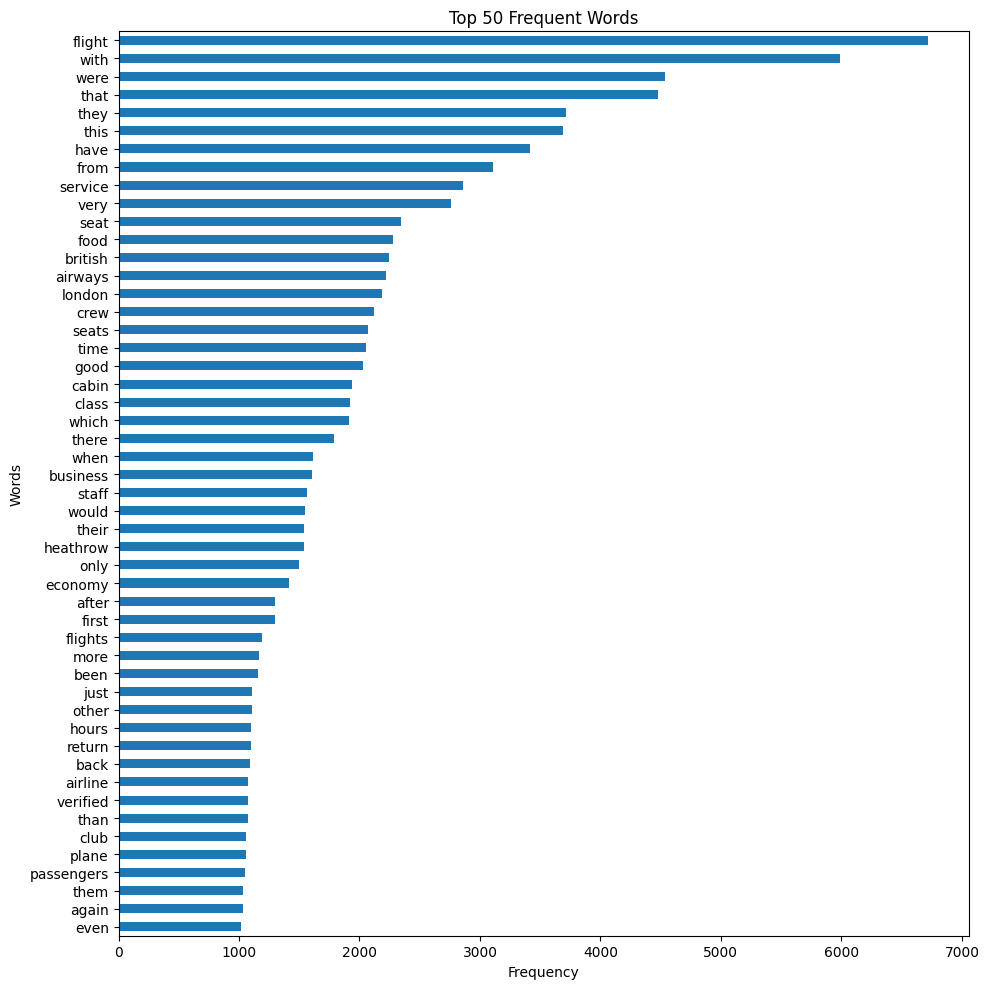 Top 50 Frequent Words
flight
with
were
that
they
this
have
from
service
very
seat
food
british
airways
london
crew
seats
time
good
cabin
class
which
there
when
business
staff
would
their
heathrow
only
economy
after
first
flights
more
been
just
other
hours
return
back
airline
verified
than
club
plane
passengers
them
again
even
Words
0 1000 2000 3000 4000 5000 6000 7000
Frequency